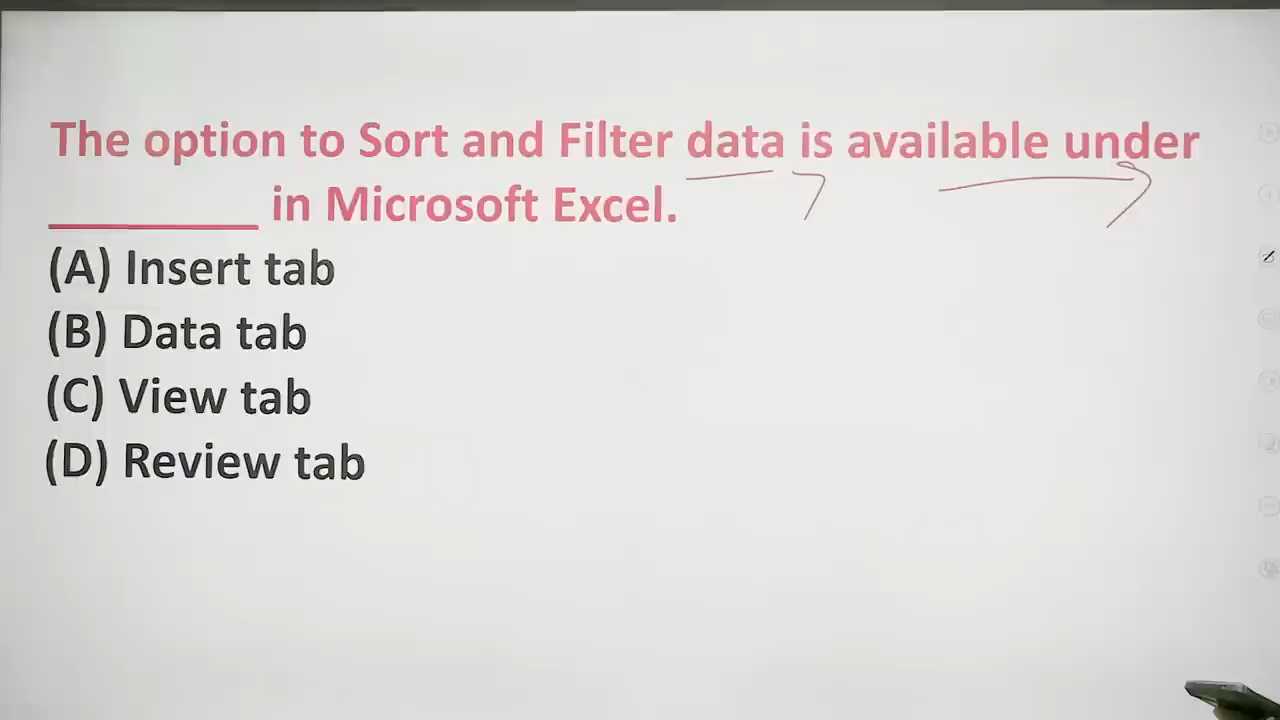 The option to Sort and Filter data is available under
__________ in Microsoft Excel.
(A) Insert tab
(B) Data tab
(C) View tab
(D) Review tab